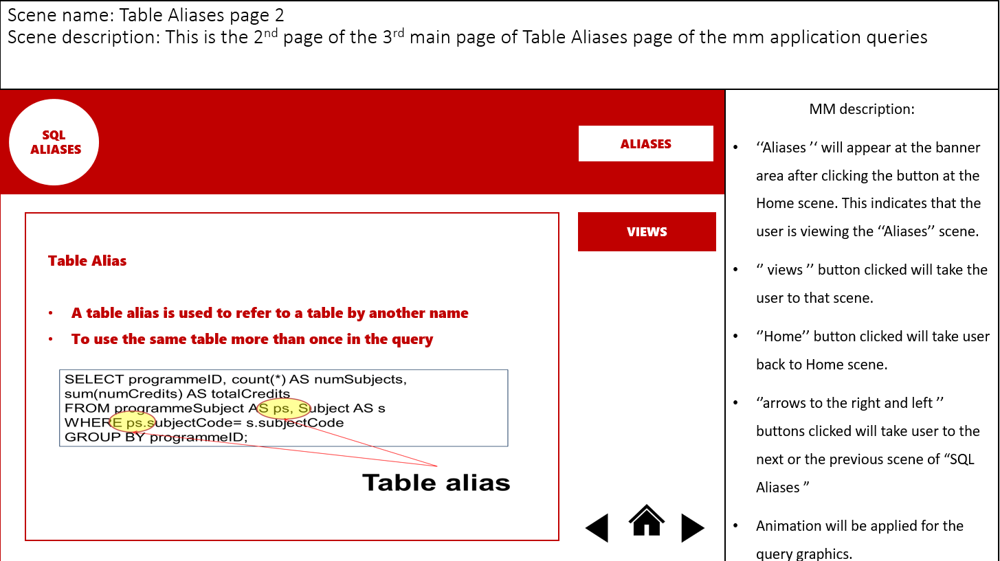 Scene name: Table Aliases page 2
Scene description: This is the 2nd page of the 3rd main page of Table Aliases page of the mm application queries
SQL
ALIASES
ALIASES
VIEWS
Table Alias
• A table alias is used to refer to a table by another name
• To use the same table more than once in the query
SELECT programmeID, count(*) AS numSubjects,
sum(numCredits) AS totalCredits
FROM programmeSubject AS ps, Subject AS s
WHERE ps.subjectCode= s.subjectCode
GROUP BY programmeID;
Table alias
MM description:
• ‘‘Aliases ’‘ will appear at the banner
area after clicking the button at the
Home scene. This indicates that the
user is viewing the ‘‘Aliases’’ scene.
• ‘’ views ’’ button clicked will take the
user to that scene.
• ‘’Home’’ button clicked will take user
back to Home scene.
• ‘’arrows to the right and left ’’
buttons clicked will take user to the
next or the previous scene of “SQL
Aliases ”
• Animation will be applied for the
query graphics.